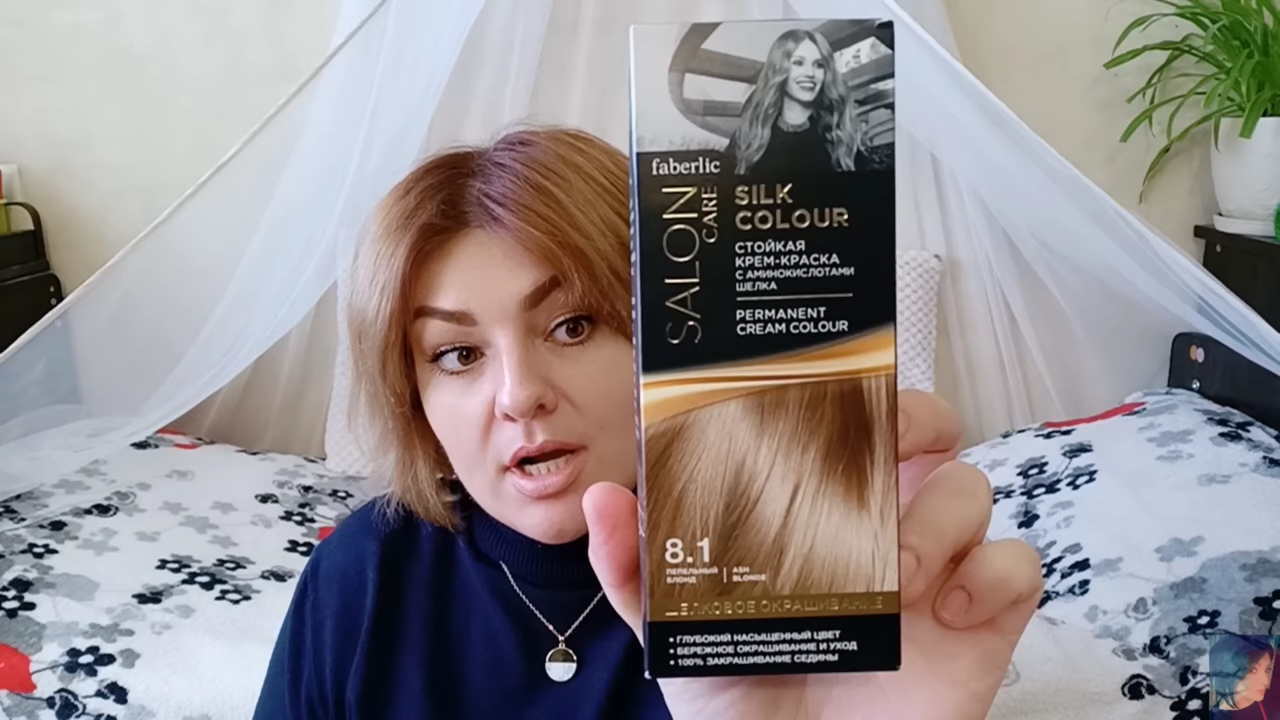 faberlic
SALON
CARE
SILK
COLOUR
СТОЙКАЯ
КРЕМ-КРАСКА
С АМИНОКИСЛОТАМИ
ШЕЛКА
PERMANENT
CREAM COLOUR
8.1
ПЕПЕЛЬНЫЙ
БЛОНД
ASH
BLONDE
ШЕЛКОВОЕ ОКРАШИВАНИЕ
• ГЛУБОКИЙ НАСЫЩЕННЫЙ ЦВЕТ
• БЕРЕЖНОЕ ОКРАШИВАНИЕ И УХОД
• 100% ЗАКРАШИВАНИЕ СЕДИНЫ